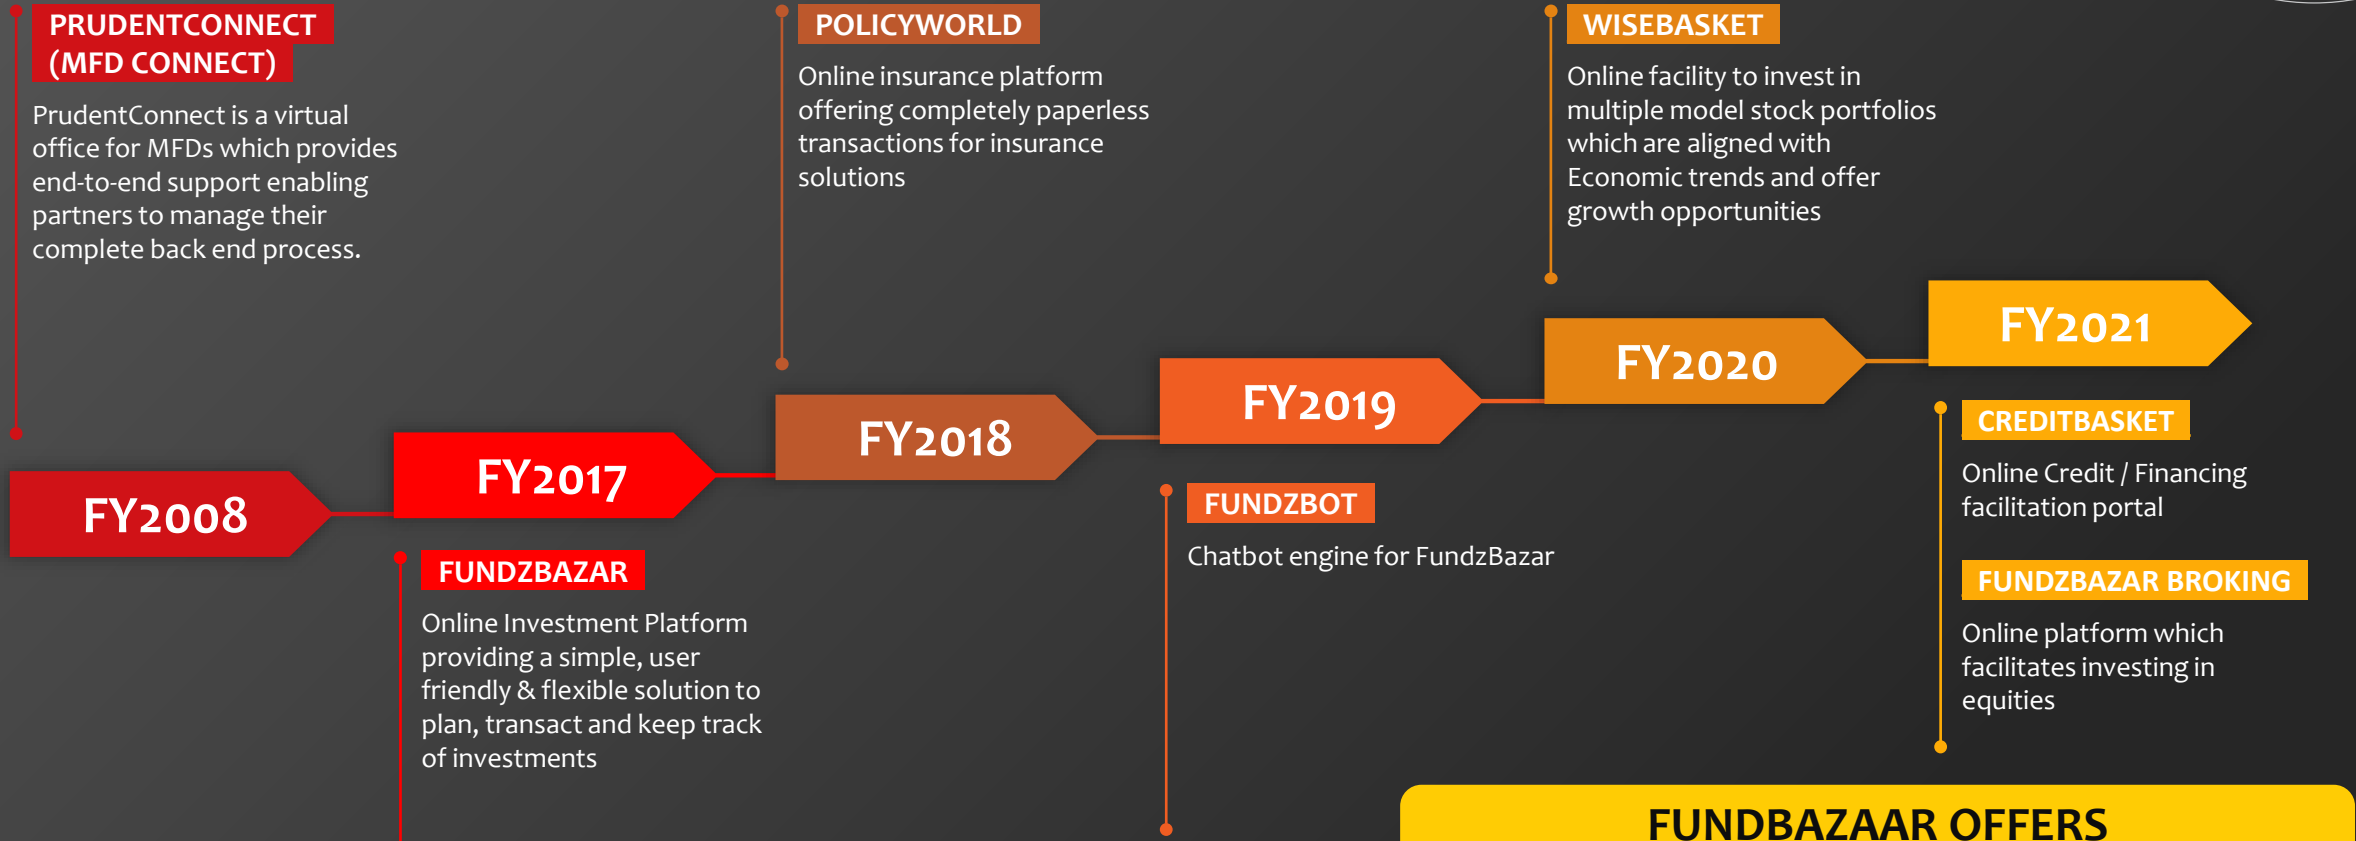 PRUDENTCONNECT
(MFD CONNECT)
PrudentConnect is a virtual
office for MFDs which provides
end-to-end support enabling
partners to manage their
complete back end process.
FY2008
FY2017
FUNDZBAZAR
Online Investment Platform
providing a simple, user
friendly & flexible solution to
plan, transact and keep track
of investments
POLICYWORLD
Online insurance platform
offering completely paperless
transactions for insurance
solutions
FY2018
FY2019
FUNDZBOT
Chatbot engine for FundzBazar
WISEBASKET
Online facility to invest in
multiple model stock portfolios
which are aligned with
Economic trends and offer
growth opportunities
FY2020
FY2021
CREDITBASKET
Online Credit / Financing
facilitation portal
FUNDZBAZAR BROKING
Online platform which
facilitates investing in
equities
FUNDBAZAAR OFFERS